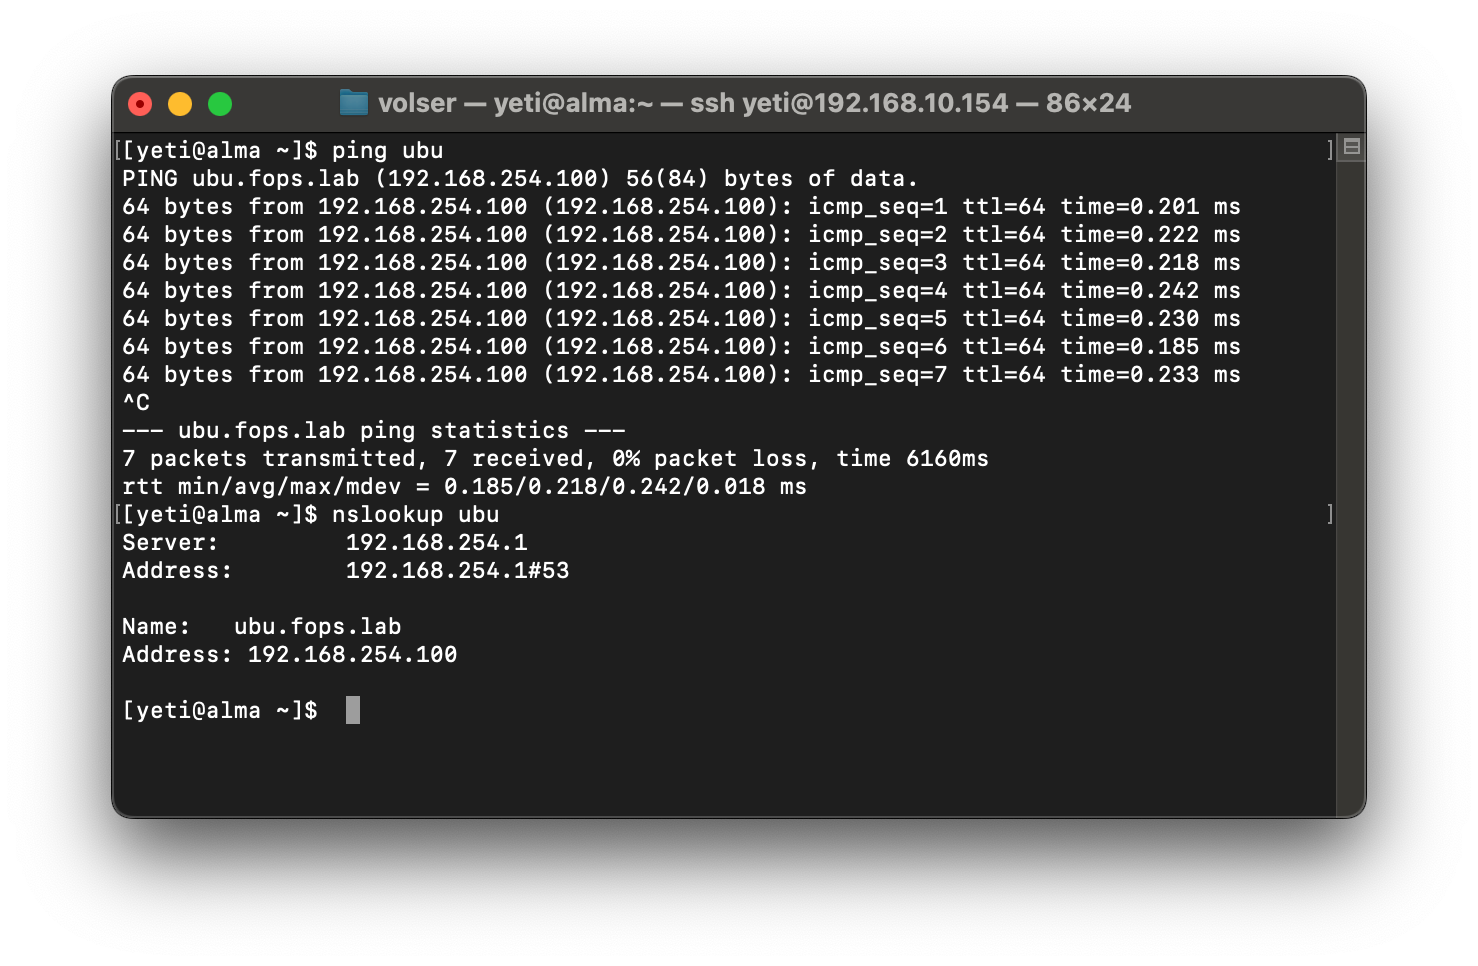 volser — yeti@alma:~ — ssh yeti@192.168.10.154 — 86×24
[[yeti@alma ~]$ ping ubu ]
PING ubu.fops.lab (192.168.254.100) 56(84) bytes of data.
64 bytes from 192.168.254.100 (192.168.254.100): icmp_seq=1 ttl=64 time=0.201 ms
64 bytes from 192.168.254.100 (192.168.254.100): icmp_seq=2 ttl=64 time=0.222 ms
64 bytes from 192.168.254.100 (192.168.254.100): icmp_seq=3 ttl=64 time=0.218 ms
64 bytes from 192.168.254.100 (192.168.254.100): icmp_seq=4 ttl=64 time=0.242 ms
64 bytes from 192.168.254.100 (192.168.254.100): icmp_seq=5 ttl=64 time=0.230 ms
64 bytes from 192.168.254.100 (192.168.254.100): icmp_seq=6 ttl=64 time=0.185 ms
64 bytes from 192.168.254.100 (192.168.254.100): icmp_seq=7 ttl=64 time=0.233 ms
^C
--- ubu.fops.lab ping statistics ---
7 packets transmitted, 7 received, 0% packet loss, time 6160ms
rtt min/avg/max/mdev = 0.185/0.218/0.242/0.018 ms
[[yeti@alma ~]$ nslookup ubu ]
Server: 192.168.254.1
Address: 192.168.254.1#53
Name: ubu.fops.lab
Address: 192.168.254.100
[yeti@alma ~]$